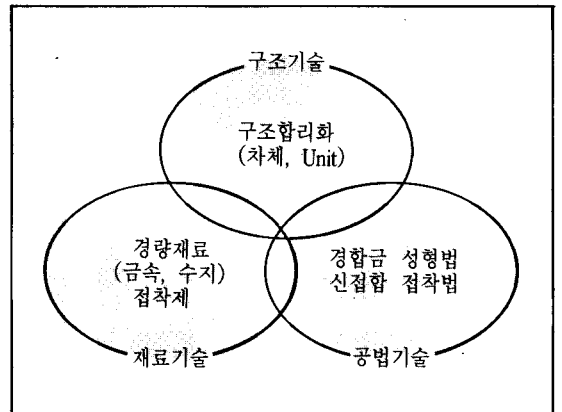 구조기술
구조합리화
(차체, Unit)
경량재료
(금속, 수지)
접착제
경합금 성형법
신접합 접착법
재료기술
공법기술